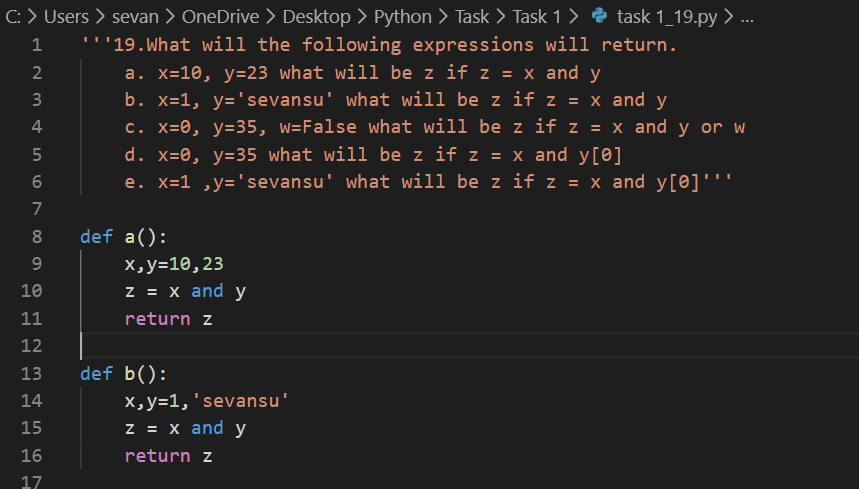 C: > Users > sevan > OneDrive > Desktop > Python > Task > Task 1 > task 1_19.py > ...
1 '''19.What will the following expressions will return.
2     a. x=10, y=23 what will be z if z = x and y
3     b. x=1, y='sevansu' what will be z if z = x and y
4     c. x=0, y=35, w=False what will be z if z = x and y or w
5     d. x=0, y=35 what will be z if z = x and y[0]
6     e. x=1 ,y='sevansu' what will be z if z = x and y[0]'''
7
8 def a():
9     x,y=10,23
10     z = x and y
11     return z
12
13 def b():
14     x,y=1,'sevansu'
15     z = x and y
16     return z
17